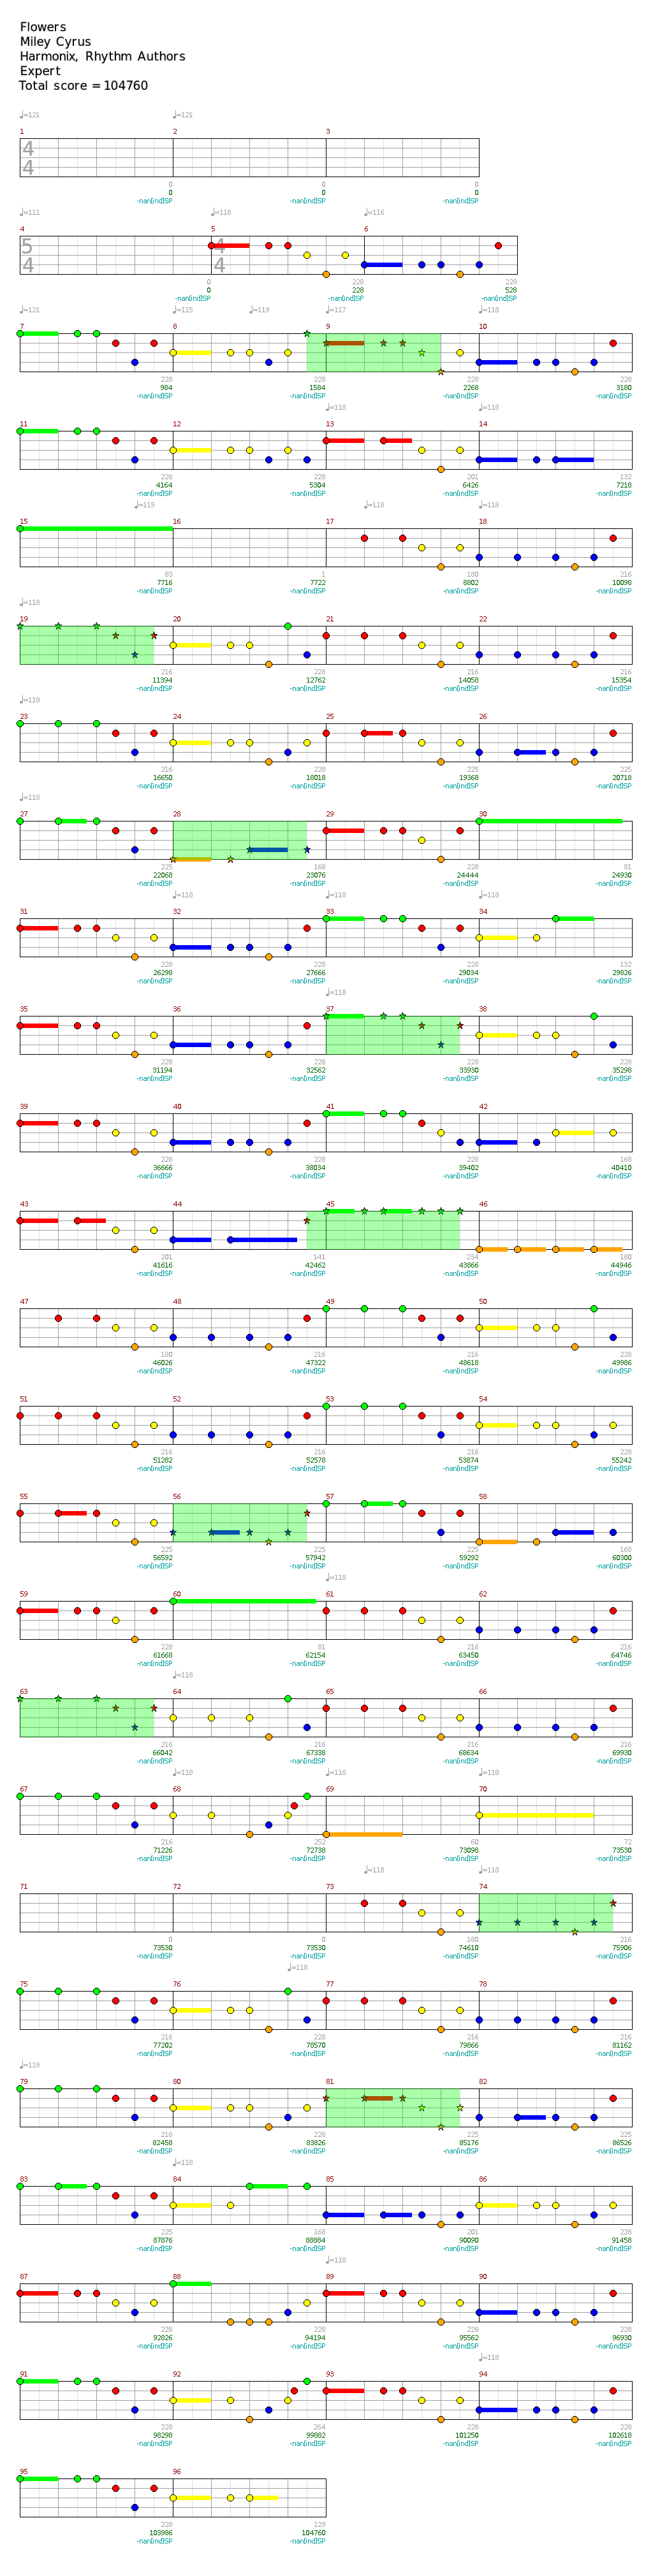 Flowers
Miley Cyrus
Harmonix, Rhythm Authors
Expert
Total score = 104760
♩=121 ♩=121
1 2 3
4
4
0 0 0
0 0 0
-nan(ind)SP -nan(ind)SP -nan(ind)SP
♩=111 ♩=118 ♩=116
4 5 6
5 4
4 4
0 228 228
0 228 528
-nan(ind)SP -nan(ind)SP -nan(ind)SP
♩=121 ♩=115 ♩=119 ♩=117 ♩=118
7 8 9 10
228 228 228 228
984 1584 2268 3180
-nan(ind)SP -nan(ind)SP -nan(ind)SP -nan(ind)SP
♩=118 ♩=118
11 12 13 14
228 228 201 132
4164 5304 6426 7218
-nan(ind)SP -nan(ind)SP -nan(ind)SP -nan(ind)SP
♩=119 ♩=118 ♩=118
15 16 17 18
83 1 180 216
7716 7722 8802 10098
-nan(ind)SP -nan(ind)SP -nan(ind)SP -nan(ind)SP
♩=118
19 20 21 22
216 228 216 216
11394 12762 14058 15354
-nan(ind)SP -nan(ind)SP -nan(ind)SP -nan(ind)SP
♩=118
23 24 25 26
216 228 225 225
16650 18018 19368 20718
-nan(ind)SP -nan(ind)SP -nan(ind)SP -nan(ind)SP
♩=118
27 28 29 30
225 168 228 81
22068 23076 24444 24930
-nan(ind)SP -nan(ind)SP -nan(ind)SP -nan(ind)SP
♩=118 ♩=118
31 32 33 34
228 228 228 132
26298 27666 29034 29826
-nan(ind)SP -nan(ind)SP -nan(ind)SP -nan(ind)SP
♩=118
35 36 37 38
228 228 228 228
31194 32562 33930 35298
-nan(ind)SP -nan(ind)SP -nan(ind)SP -nan(ind)SP
39 40 41 42
228 228 228 168
36666 38034 39402 40410
-nan(ind)SP -nan(ind)SP -nan(ind)SP -nan(ind)SP
43 44 45 46
201 141 234 180
41616 42462 43866 44946
-nan(ind)SP -nan(ind)SP -nan(ind)SP -nan(ind)SP
47 48 49 50
180 216 216 228
46026 47322 48618 49986
-nan(ind)SP -nan(ind)SP -nan(ind)SP -nan(ind)SP
51 52 53 54
216 216 216 228
51282 52578 53874 55242
-nan(ind)SP -nan(ind)SP -nan(ind)SP -nan(ind)SP
55 56 57 58
225 225 225 168
56592 57942 59292 60300
-nan(ind)SP -nan(ind)SP -nan(ind)SP -nan(ind)SP
♩=118
59 60 61 62
228 81 216 216
61668 62154 63450 64746
-nan(ind)SP -nan(ind)SP -nan(ind)SP -nan(ind)SP
♩=118
63 64 65 66
216 216 216 216
66042 67338 68634 69930
-nan(ind)SP -nan(ind)SP -nan(ind)SP -nan(ind)SP
♩=118 ♩=116 ♩=118
67 68 69 70
216 252 60 72
71226 72738 73098 73530
-nan(ind)SP -nan(ind)SP -nan(ind)SP -nan(ind)SP
♩=118 ♩=118
71 72 73 74
0 0 180 216
73530 73530 74610 75906
-nan(ind)SP -nan(ind)SP -nan(ind)SP -nan(ind)SP
♩=118
75 76 77 78
216 228 216 216
77202 78570 79866 81162
-nan(ind)SP -nan(ind)SP -nan(ind)SP -nan(ind)SP
♩=118
79 80 81 82
216 228 225 225
82458 83826 85176 86526
-nan(ind)SP -nan(ind)SP -nan(ind)SP -nan(ind)SP
♩=118
83 84 85 86
225 168 201 228
87876 88884 90090 91458
-nan(ind)SP -nan(ind)SP -nan(ind)SP -nan(ind)SP
♩=118
87 88 89 90
228 228 228 228
92826 94194 95562 96930
-nan(ind)SP -nan(ind)SP -nan(ind)SP -nan(ind)SP
♩=118
91 92 93 94
228 264 228 228
98298 99882 101250 102618
-nan(ind)SP -nan(ind)SP -nan(ind)SP -nan(ind)SP
95 96
228 129
103986 104760
-nan(ind)SP -nan(ind)SP